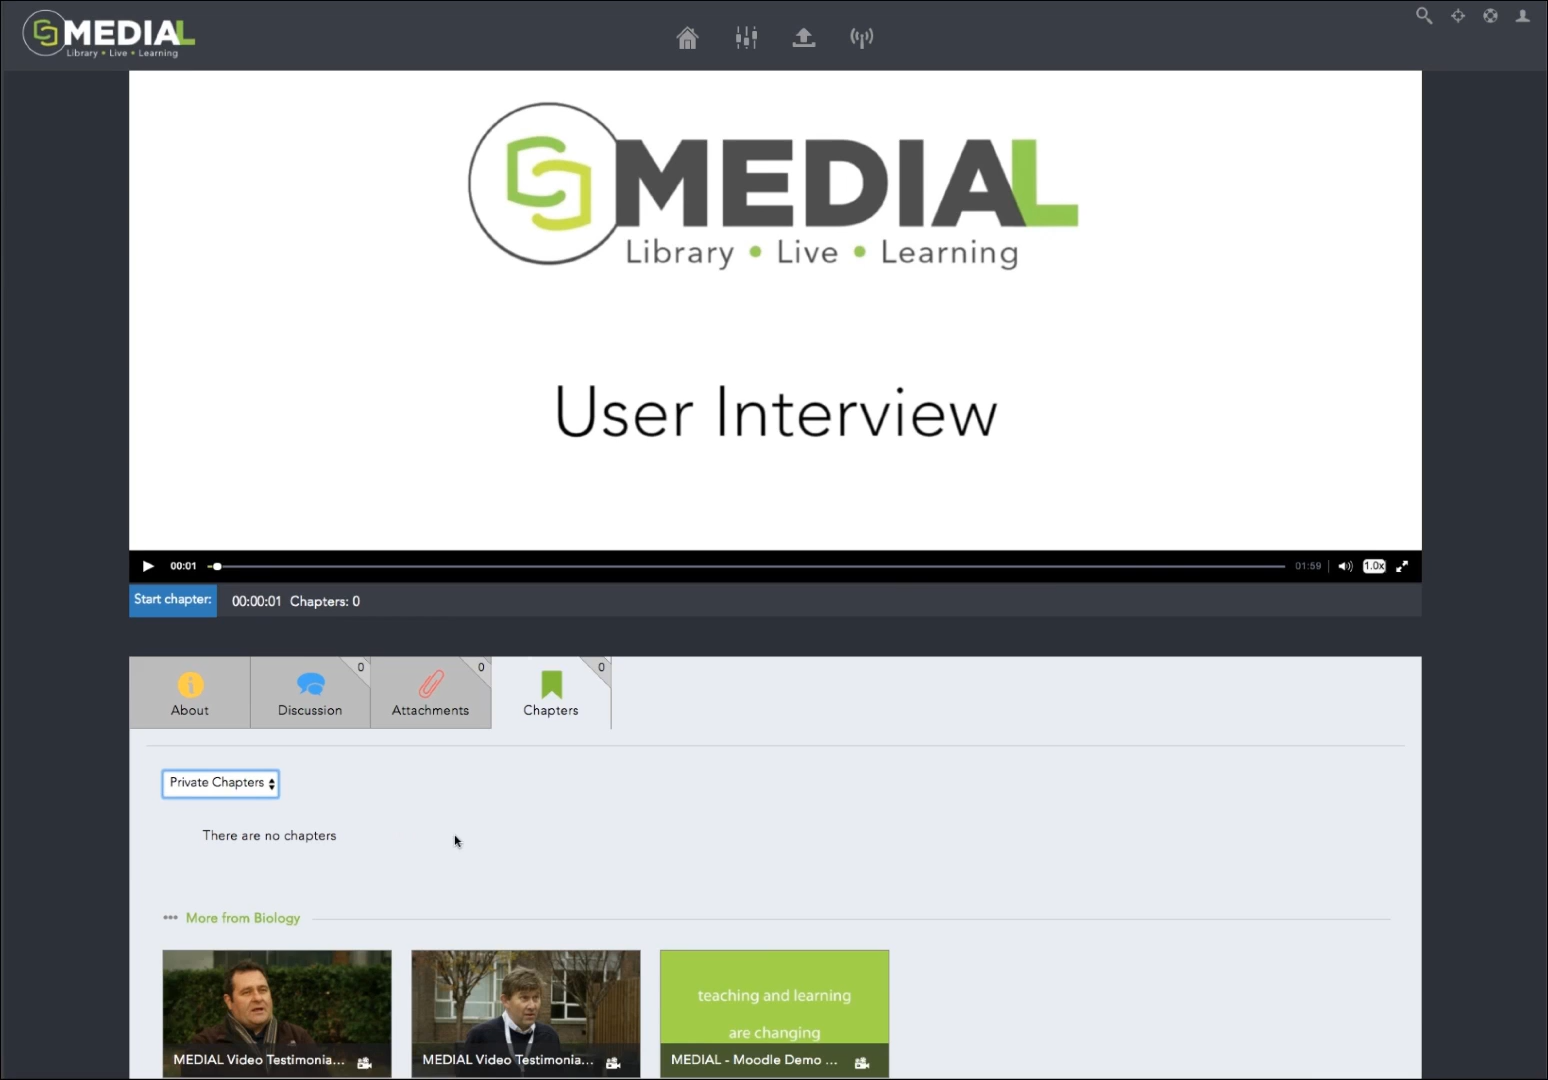 MEDIAL
Library • Live • Learning
MEDIAL
Library • Live • Learning
User Interview
00:01
01:59
1.0x
Start chapter:
00:00:01 Chapters: 0
0
0
0
About
Discussion
Attachments
Chapters
Private Chapters
There are no chapters
••• More from Biology
teaching and learning
are changing
MEDIAL Video Testimonia...
MEDIAL Video Testimonia...
MEDIAL - Moodle Demo ...